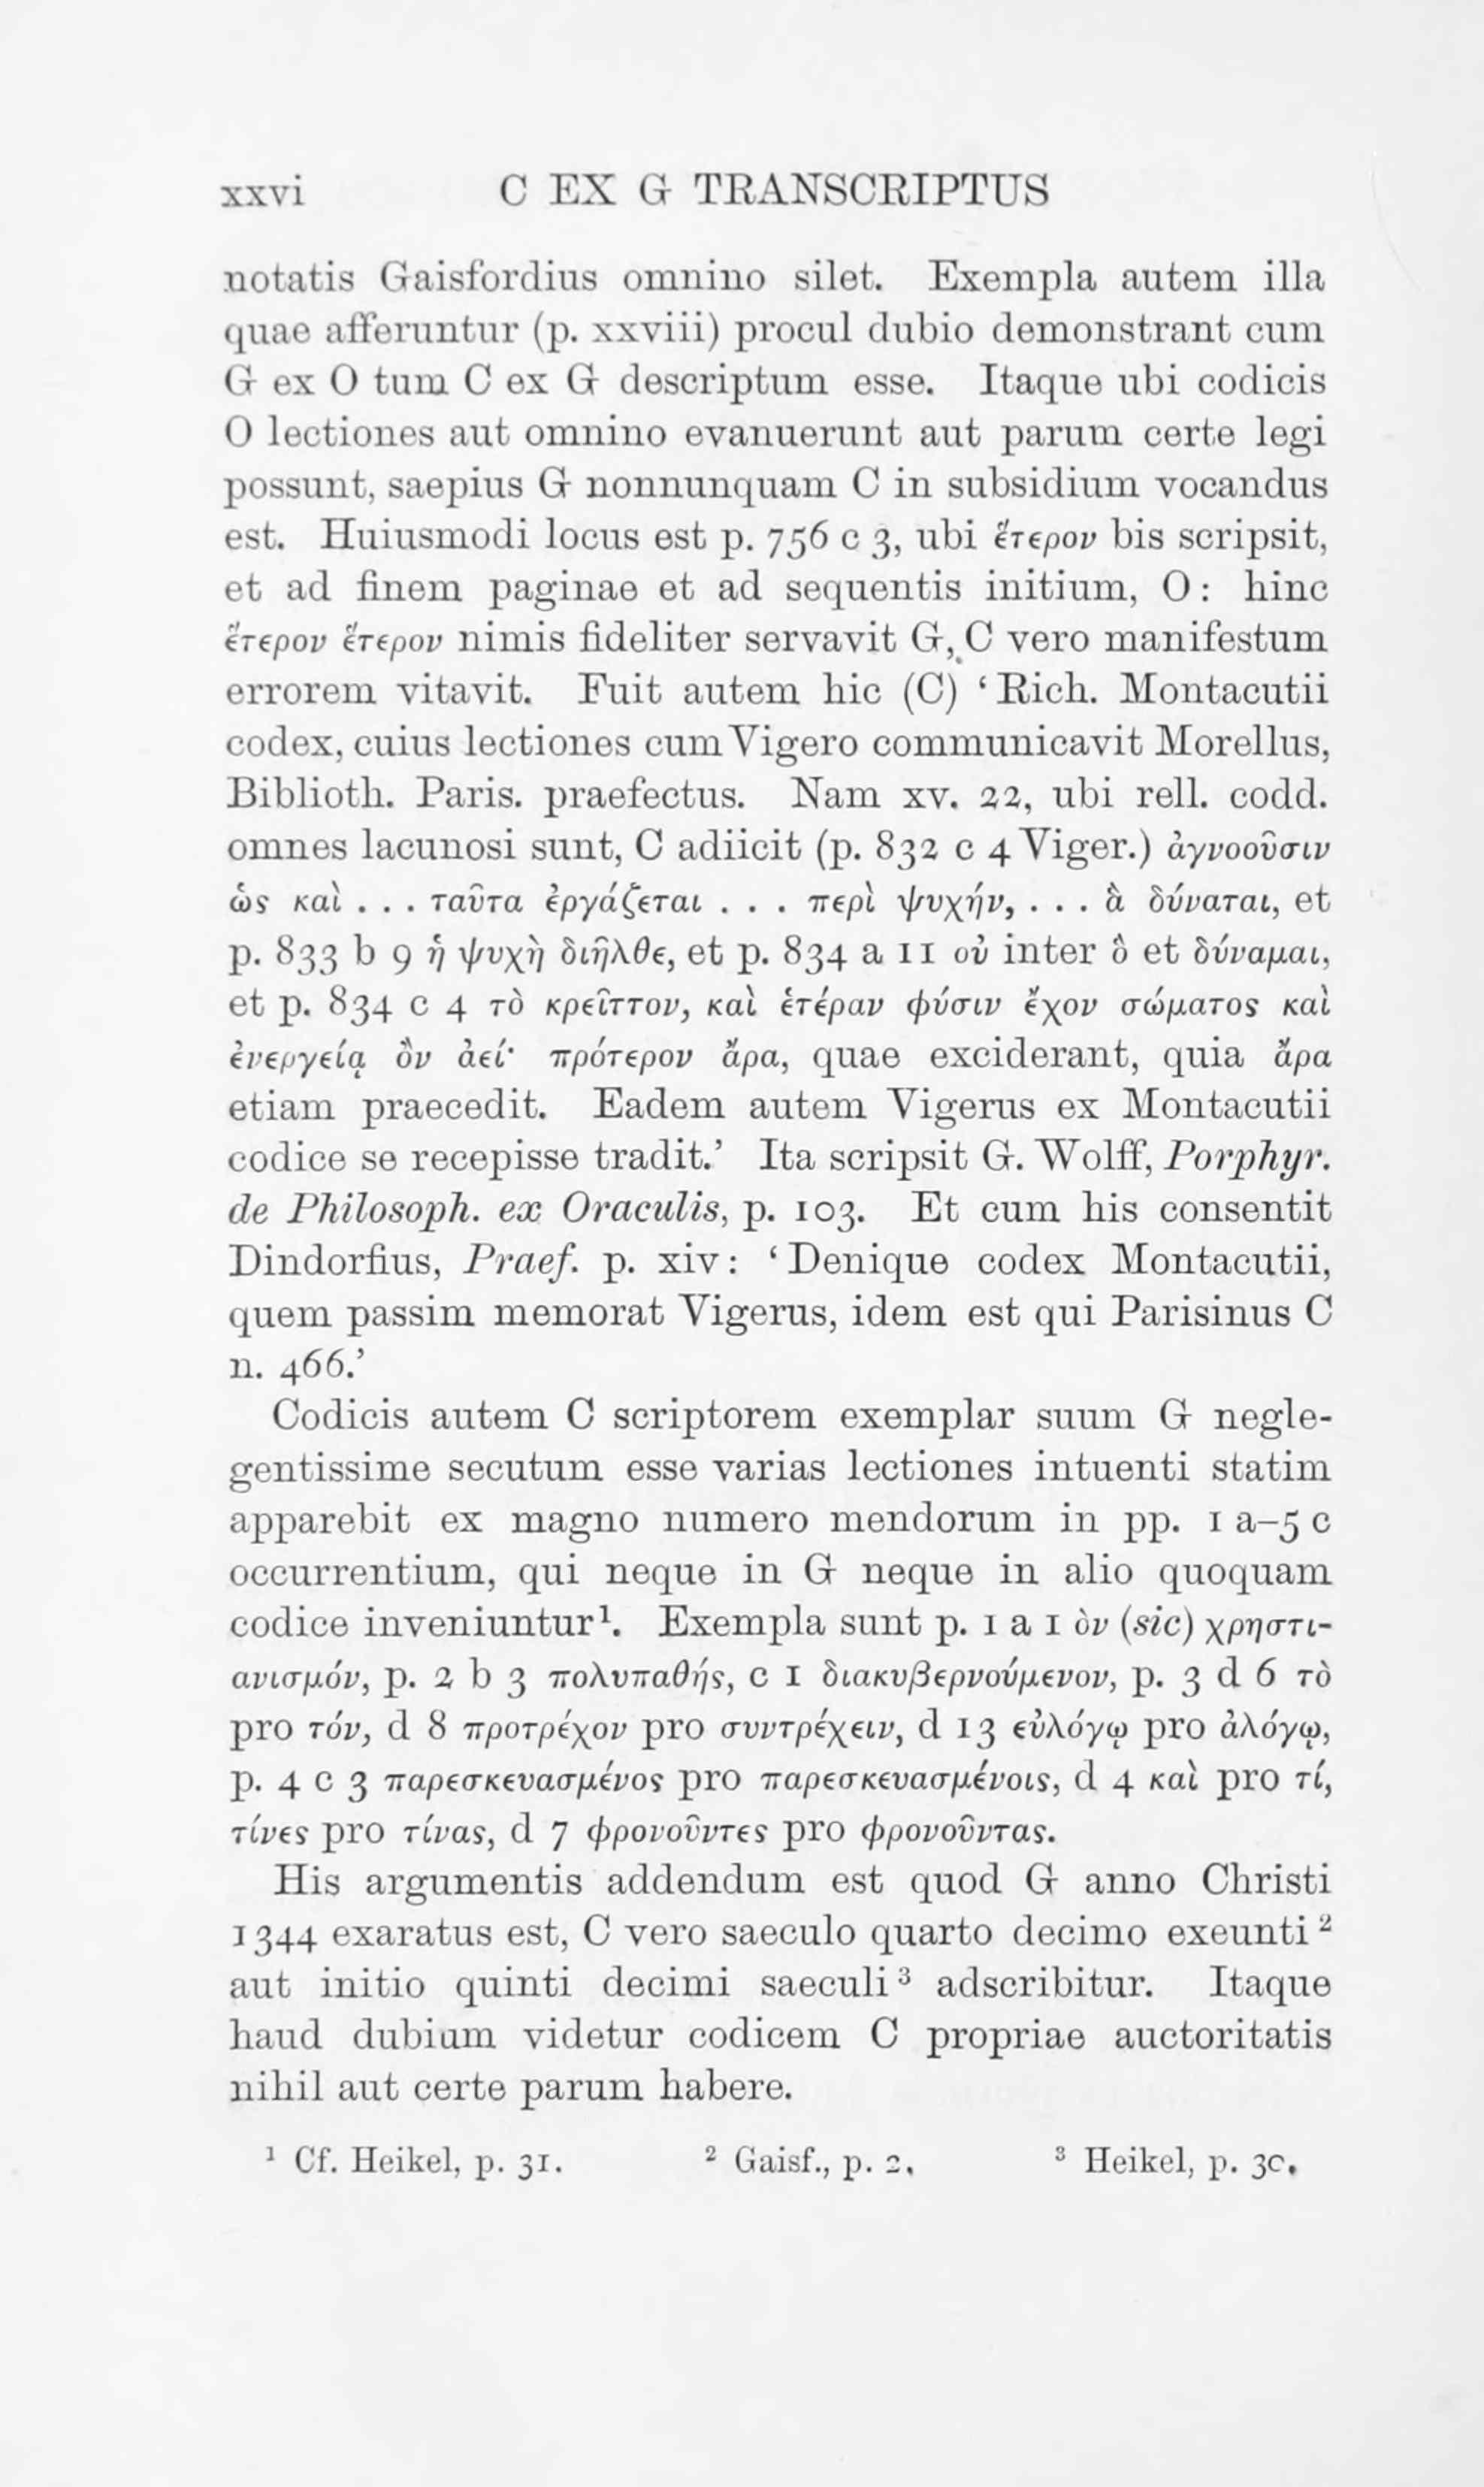 xxvi C EX G TRANSCRIPTUS
notatis Gaisfordius omnino silet. Exempla autem illa
quae afferuntur (p. xxviii) procul dubio demonstrant cum
G ex O tum C ex G descriptum esse. Itaque ubi codicis
O lectiones aut omnino evanuerunt aut parum certe legi
possunt, saepius G nonnunquam C in subsidium vocandus
est. Huiusmodi locus est p. 756 c 3, ubi ἕτερον bis scripsit,
et ad finem paginae et ad sequentis initium, O: hinc
ἕτερον ἕτερον nimis fideliter servavit G, C vero manifestum
errorem vitavit. Fuit autem hic (C) ‘Rich. Montacutii
codex, cuius lectiones cum Vigero communicavit Morellus,
Biblioth. Paris. praefectus. Nam xv. 22, ubi rell. codd.
omnes lacunosi sunt, C adiicit (p. 832 c 4 Viger.) ἀγνοοῦσιν
ὡς καὶ . . . ταῦτα ἐργάζεται . . . περὶ ψυχήν, . . . ἃ δύναται, et
p. 833 b 9 ἡ ψυχὴ διῆλθε, et p. 834 a 11 οὐ inter ὃ et δύναμαι,
et p. 834 c 4 τὸ κρεῖττον, καὶ ἑτέραν φύσιν ἔχον σώματος καὶ
ἐνεργείᾳ ὂν ἀεί· πρότερον ἄρα, quae exciderant, quia ἄρα
etiam praecedit. Eadem autem Vigerus ex Montacutii
codice se recepisse tradit.’ Ita scripsit G. Wolff, Porphyr.
de Philosoph. ex Oraculis, p. 103. Et cum his consentit
Dindorfius, Praef. p. xiv: ‘Denique codex Montacutii,
quem passim memorat Vigerus, idem est qui Parisinus C
n. 466.’
Codicis autem C scriptorem exemplar suum G negle-
gentissime secutum esse varias lectiones intuenti statim
apparebit ex magno numero mendorum in pp. 1 a–5 c
occurrentium, qui neque in G neque in alio quoquam
codice inveniuntur¹. Exempla sunt p. 1 a 1 ὸν (sic) χρηστι-
ανισμόν, p. 2 b 3 πολυπαθής, c 1 διακυβερνούμενον, p. 3 d 6 τὸ
pro τόν, d 8 προτρέχον pro συντρέχειν, d 13 εὐλόγῳ pro ἀλόγῳ,
p. 4 c 3 παρεσκευασμένος pro παρεσκευασμένοις, d 4 καὶ pro τί,
τίνες pro τίνας, d 7 φρονοῦντες pro φρονοῦντας.
His argumentis addendum est quod G anno Christi
1344 exaratus est, C vero saeculo quarto decimo exeunti ²
aut initio quinti decimi saeculi ³ adscribitur. Itaque
haud dubium videtur codicem C propriae auctoritatis
nihil aut certe parum habere.
¹ Cf. Heikel, p. 31. ² Gaisf., p. 2. ³ Heikel, p. 30.